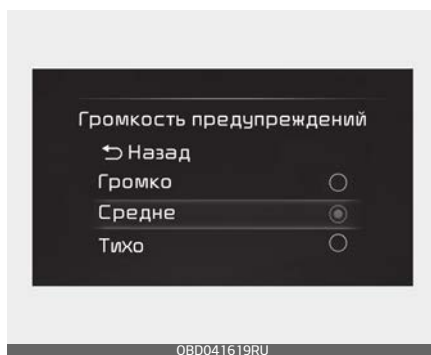 Громкость предупреждений
Назад
Громко
Средне
Тихо
OBD041619RU